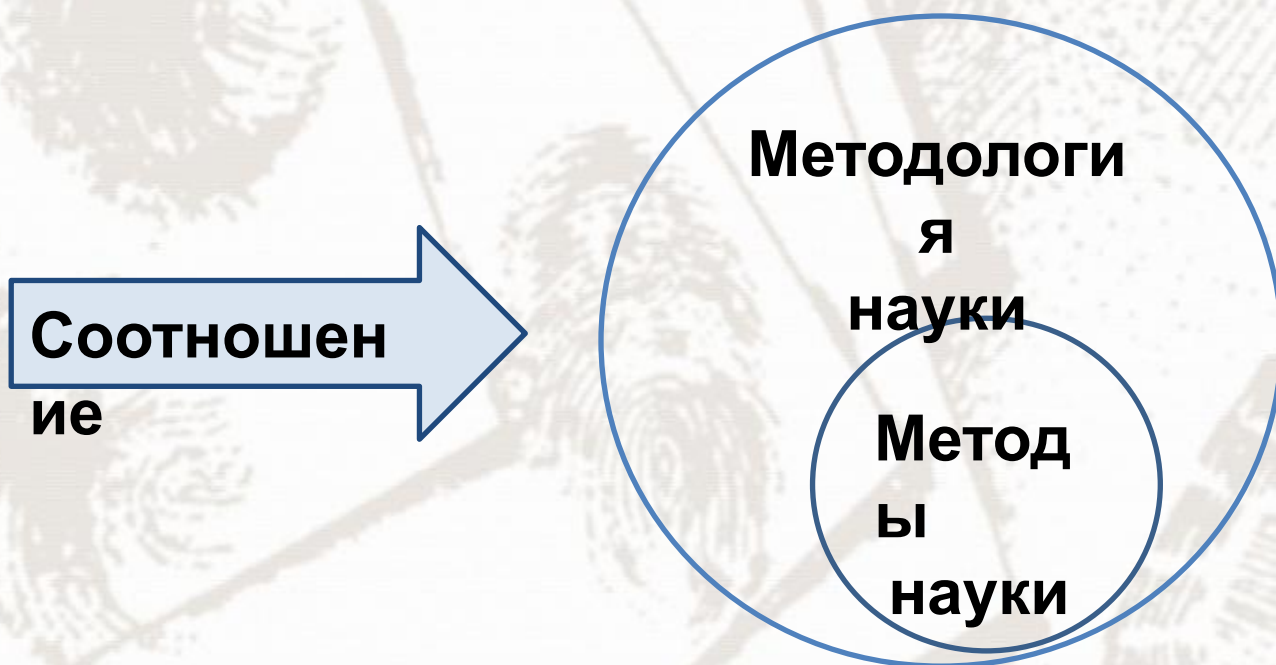 Соотношен
ие
Методологи
я
науки
Метод
ы
науки